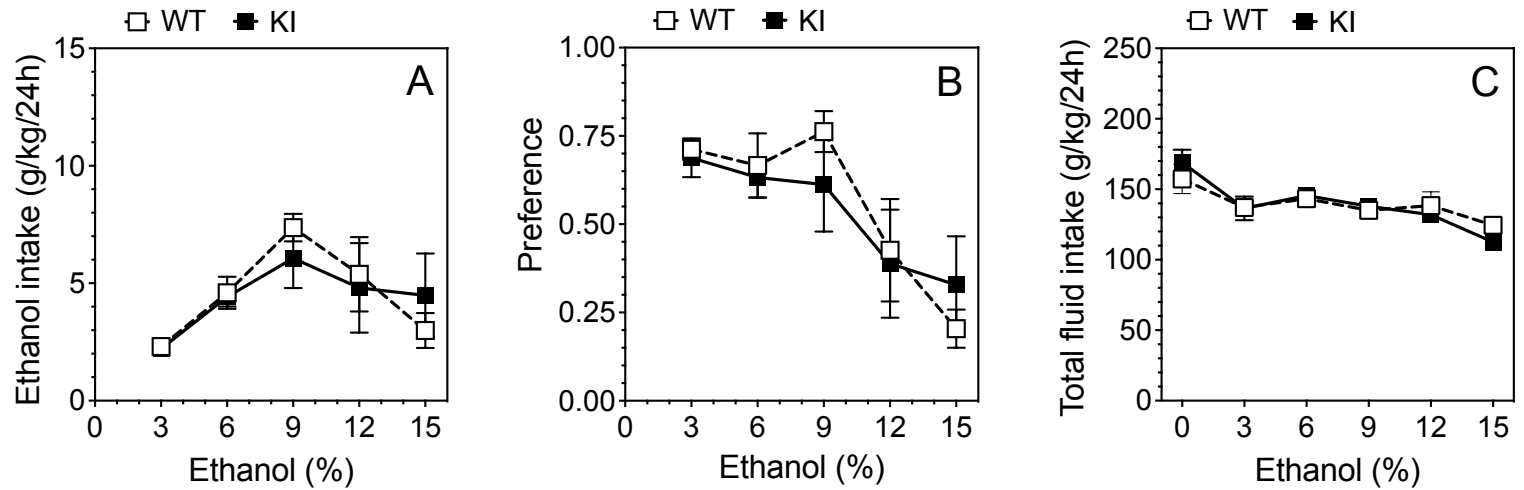 WT KI
A
Ethanol intake (g/kg/24h)
15
10
5
0
0 3 6 9 12 15
Ethanol (%)
WT KI
B
Preference
1.00
0.75
0.50
0.25
0.00
0 3 6 9 12 15
Ethanol (%)
WT KI
C
Total fluid intake (g/kg/24h)
250
200
150
100
50
0
0 3 6 9 12 15
Ethanol (%)